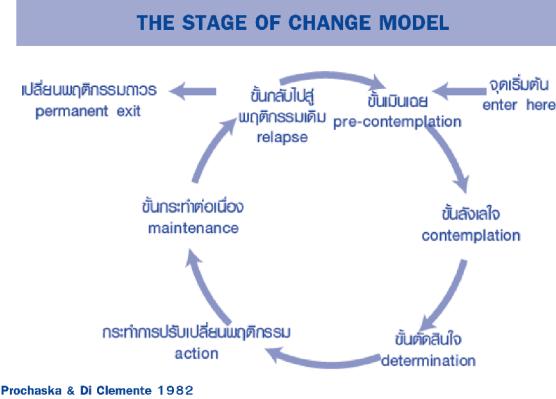 THE STAGE OF CHANGE MODEL
เปลี่ยนพฤติกรรมถาวร
permanent exit
ขั้นกลับไปสู่
พฤติกรรมเดิม
relapse
ขั้นเมินเฉย
pre-contemplation
จุดเริ่มต้น
enter here
ขั้นลังเลใจ
contemplation
ขั้นตัดสินใจ
determination
กระทำการปรับเปลี่ยนพฤติกรรม
action
ขั้นกระทำต่อเนื่อง
maintenance
Prochaska & Di Clemente 1982